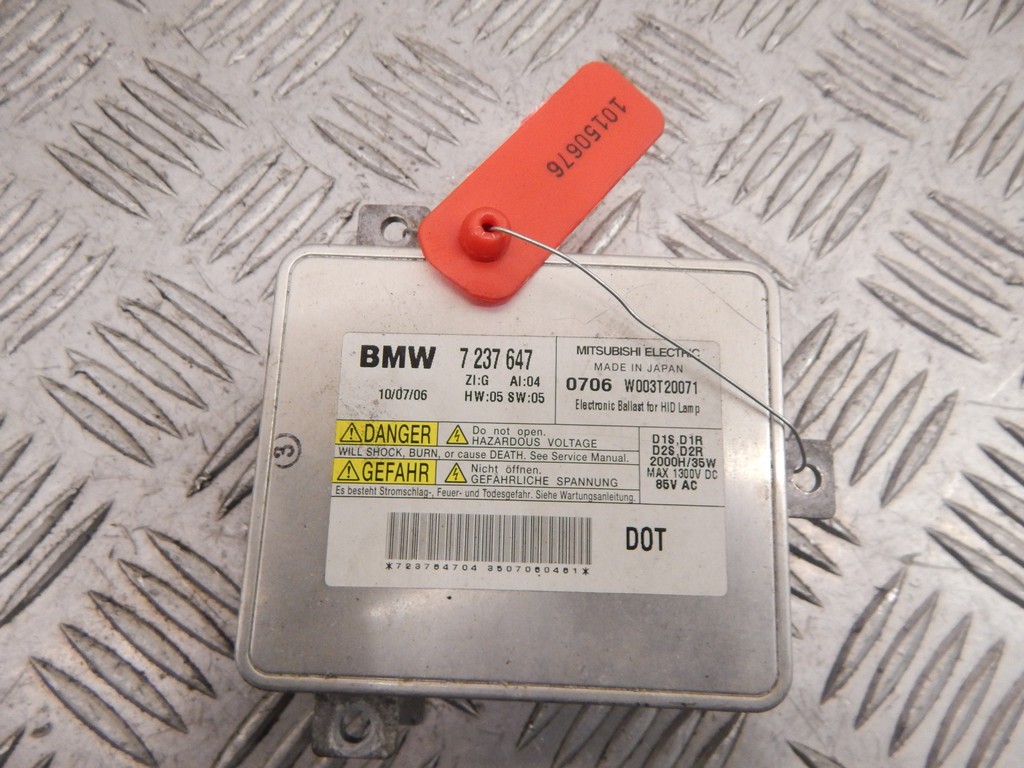 10150676
BMW 7 237 647
ZI:G AI:04
10/07/06 HW:05 SW:05
MITSUBISHI ELECTRIC
MADE IN JAPAN
0706 W003T20071
Electronic Ballast for HID Lamp
DANGER Do not open.
HAZARDOUS VOLTAGE
WILL SHOCK, BURN, or cause DEATH. See Service Manual.
GEFAHR Nicht öffnen.
GEFÄHRLICHE SPANNUNG
Es besteht Stromschlag-, Feuer- und Todesgefahr. Siehe Wartungsanleitung.
D1S,D1R
D2S,D2R
2000H/35W
MAX 1300V DC
85V AC
DOT
*723764704 3507060461*
3